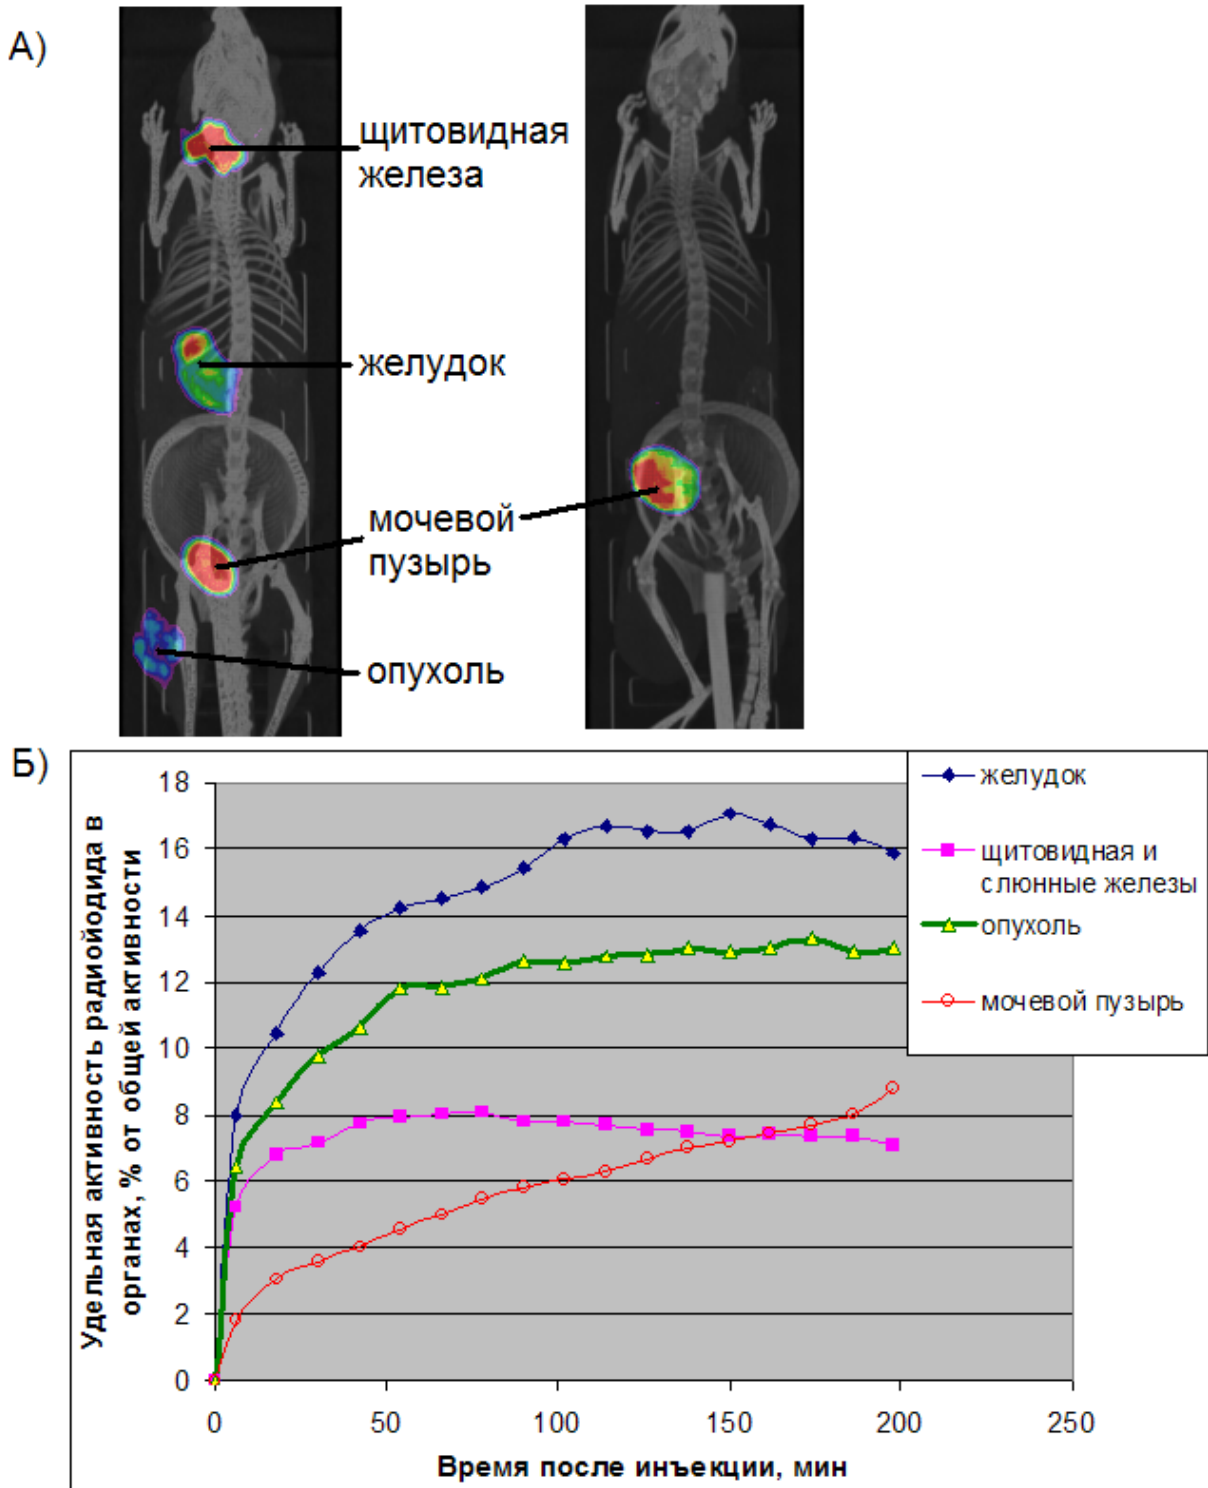 А)
щитовидная
железа
желудок
мочевой
пузырь
опухоль
Б)
Удельная активность радиойодида в
органах, % от общей активности
18
16
14
12
10
8
6
4
2
0
0
50
100
150
200
250
Время после инъекции, мин
желудок
щитовидная и
слюнные железы
опухоль
мочевой пузырь